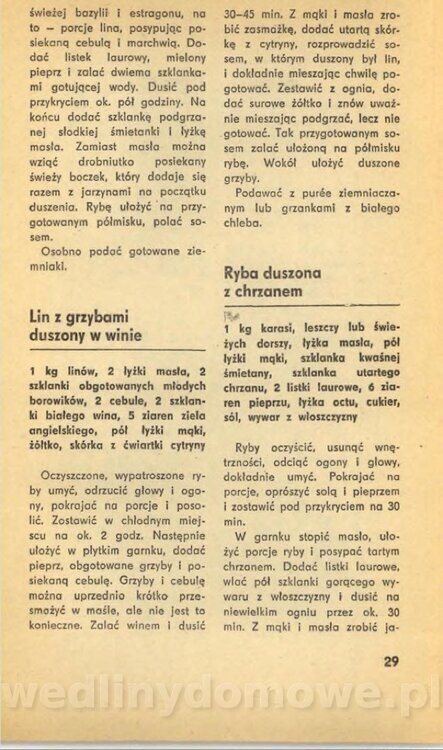 świeżej bazylii i estragonu, na
to – porcje lina, posypując po-
siekaną cebulą i marchwią. Do-
dać listek laurowy, mielony
pieprz i zalać dwiema szklanka-
mi gotującej wody. Dusić pod
przykryciem ok. pół godziny. Na
końcu dodać szklankę podgrza-
nej słodkiej śmietanki i łyżkę
masła. Zamiast masła można
wziąć drobniutko posiekany
świeży boczek, który dodaje się
razem z jarzynami na początku
duszenia. Rybę ułożyć na przy-
gotowanym półmisku, polać so-
sem.
Osobno podać gotowane zie-
mniaki.
Lin z grzybami
duszony w winie
1 kg linów, 2 łyżki masła, 2
szklanki obgotowanych młodych
borowików, 2 cebule, 2 szklan-
ki białego wina, 5 ziaren ziela
angielskiego, pół łyżki mąki,
żółtko, skórka z ćwiartki cytryny
Oczyszczone, wypatroszone ry-
by umyć, odrzucić głowy i ogo-
ny, pokrajać na porcje i poso-
lić. Zostawić w chłodnym miej-
scu na ok. 2 godz. Następnie
ułożyć w płytkim garnku, dodać
pieprz, obgotowane grzyby i po-
siekaną cebulę. Grzyby i cebulę
można uprzednio krótko prze-
smażyć w maśle, ale nie jest to
konieczne. Zalać winem i dusić
30–45 min. Z mąki i masła zro-
bić zasmażkę, dodać utartą skór-
kę z cytryny, rozprowadzić so-
sem, w którym duszony był lin,
i dokładnie mieszając chwilę po-
gotować. Zestawić z ognia, do-
dać surowe żółtko i znów uważ-
nie mieszając podgrzać, lecz nie
gotować. Tak przygotowanym so-
sem zalać ułożoną na półmisku
rybę. Wokół ułożyć duszone
grzyby.
Podawać z purée ziemniacza-
nym lub grzankami z białego
chleba.
Ryba duszona
z chrzanem
1 kg karasi, leszczy lub świe-
żych dorszy, łyżka masła, pół
łyżki mąki, szklanka kwaśnej
śmietany, szklanka utartego
chrzanu, 2 listki laurowe, 6 zia-
ren pieprzu, łyżka octu, cukier,
sól, wywar z włoszczyzny
Ryby oczyścić, usunąć wnę-
trzności, odciąć ogony i głowy,
dokładnie umyć. Pokrajać na
porcje, oprószyć solą i pieprzem
i zostawić pod przykryciem na 30
min.
W garnku stopić masło, uło-
żyć porcje ryby i posypać tartym
chrzanem. Dodać listki laurowe,
wlać pół szklanki gorącego wy-
waru z włoszczyzny i dusić na
niewielkim ogniu przez ok. 30
min. Z mąki i masła zrobić ja-
29
wedlinydomowe.pl